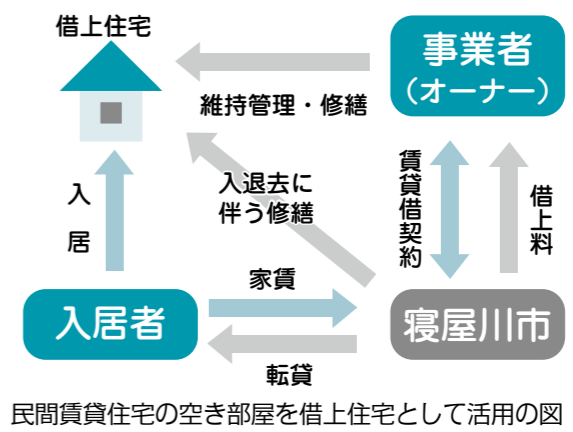 借上住宅
事業者
（オーナー）
維持管理・修繕
入居
入退去に
伴う修繕
賃貸借契約
借上料
家賃
入居者
寝屋川市
転貸
民間賃貸住宅の空き部屋を借上住宅として活用の図